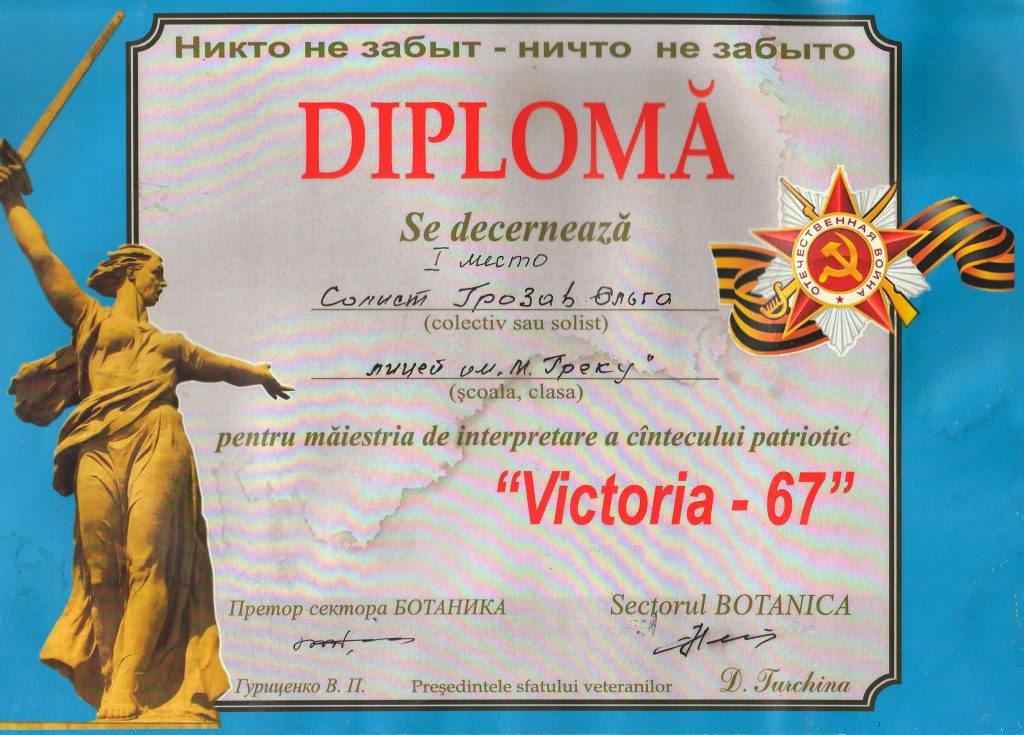 Никто не забыт - ничто не забыто
DIPLOMĂ
Se decernează
I место
Солист Грозав Ольга
(colectiv sau solist)
лицей им. М. Греку"
(şcoala, clasa)
pentru măiestria de interpretare a cîntecului patriotic
“Victoria - 67”
ОТЕЧЕСТВЕННАЯ ВОЙНА
Претор сектора БОТАНИКА Sectorul BOTANICA
Гуриценко В. П. Preşedintele sfatului veteranilor D. Turchina